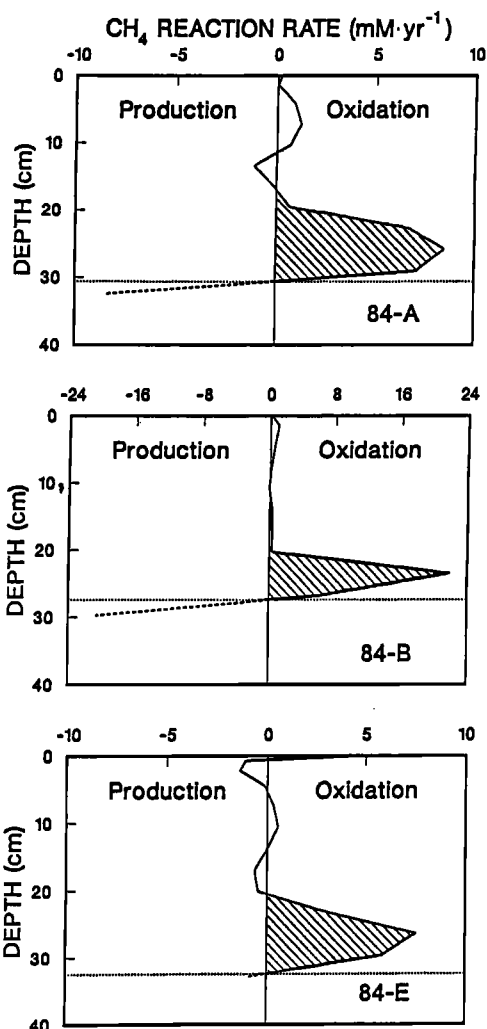 CH₄ REACTION RATE (mM·yr⁻¹)
-10 -5 0 5 10
Production Oxidation
0
10
20
30
40
DEPTH (cm)
84-A
-24 -16 -8 0 8 16 24
Production Oxidation
0
10
20
30
40
DEPTH (cm)
84-B
-10 -5 0 5 10
Production Oxidation
0
10
20
30
40
DEPTH (cm)
84-E